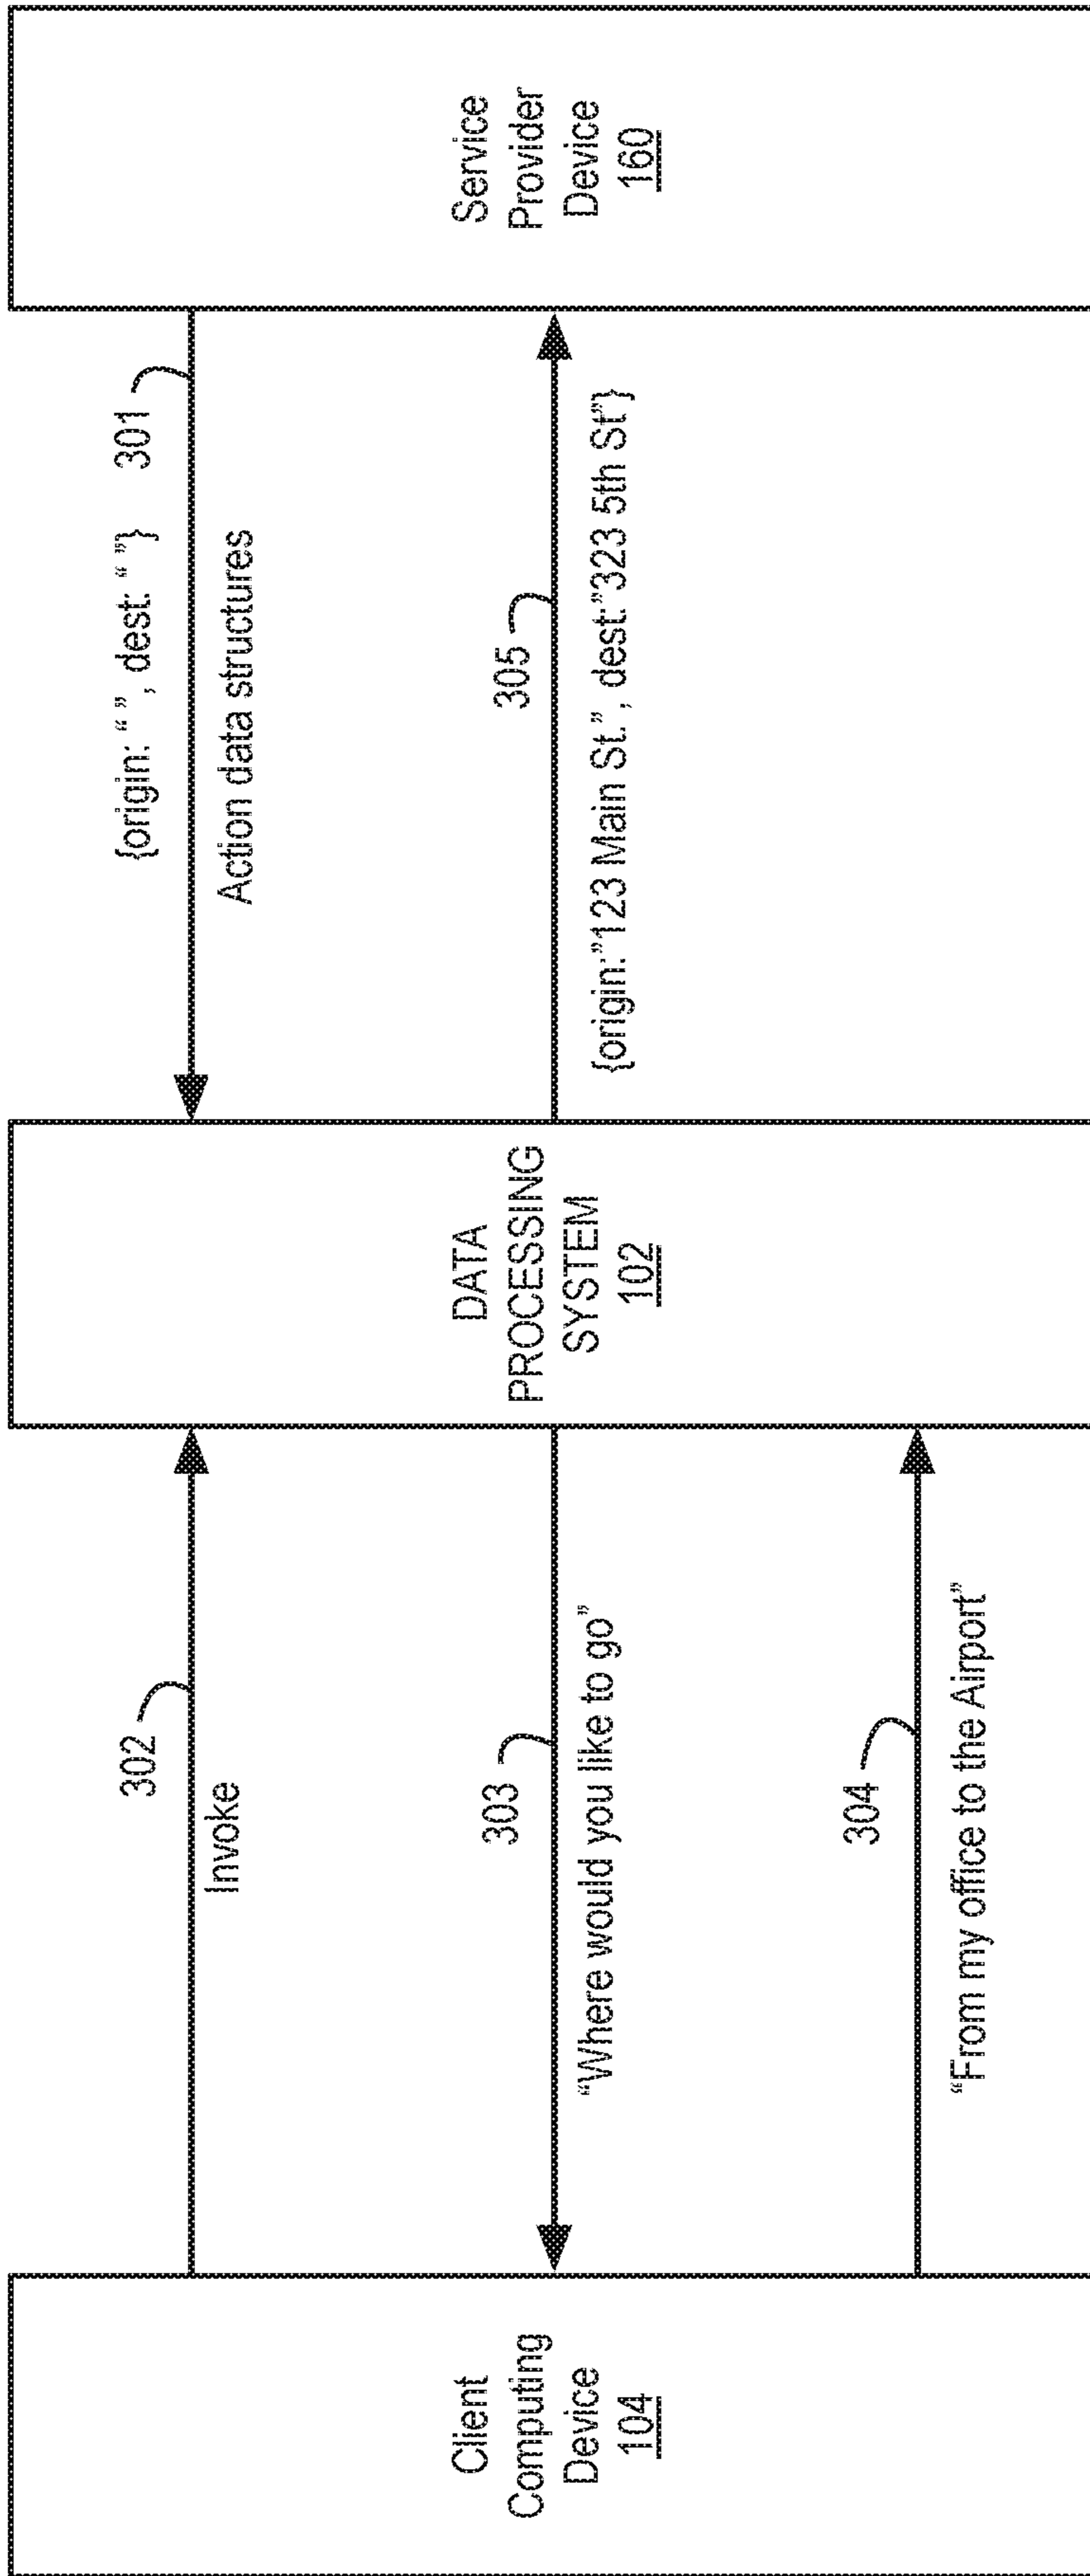 Client
Computing
Device
104
302
Invoke
303
“Where would you like to go”
304
“From my office to the Airport”
DATA
PROCESSING
SYSTEM
102
{origin: “ ”, dest: “ ”}
301
Action data structures
305
{origin:”123 Main St.”, dest:”323 5th St”}
Service
Provider
Device
160